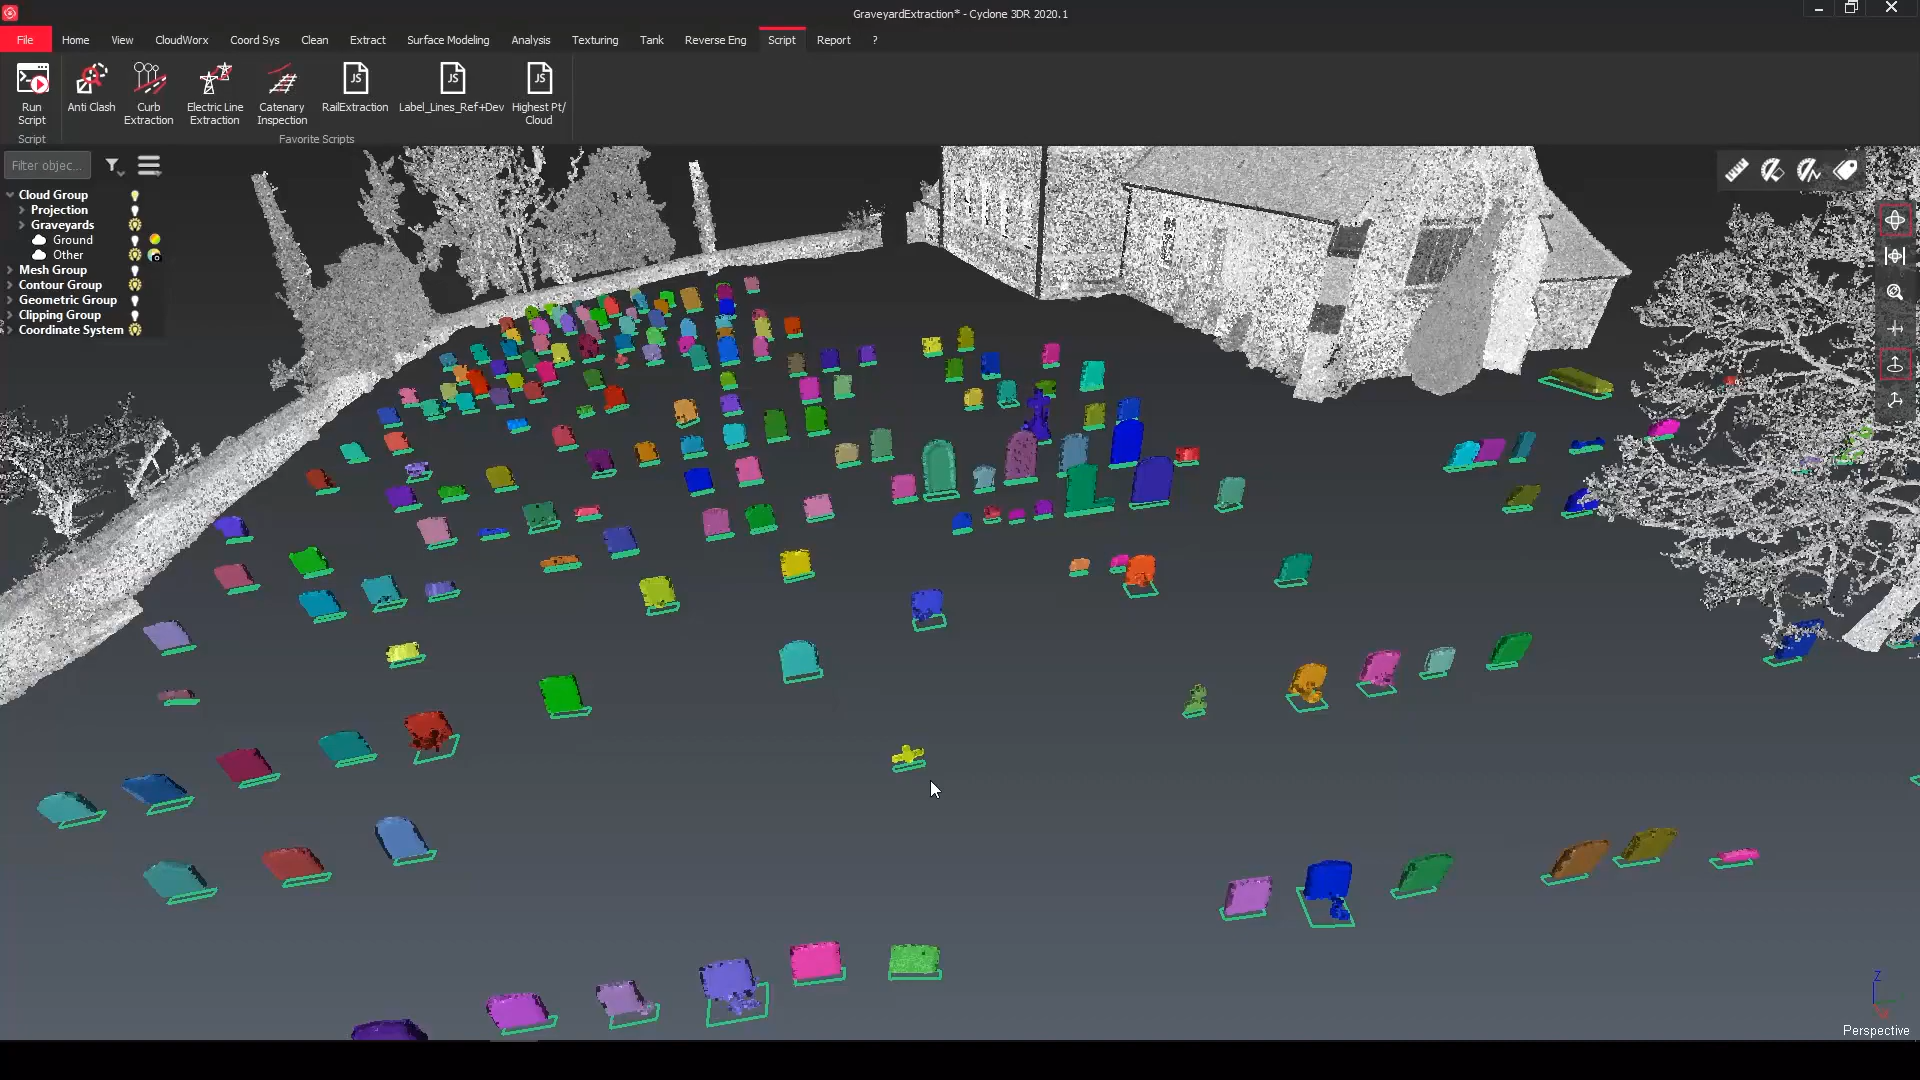 GraveyardExtraction* - Cyclone 3DR 2020.1
File Home View CloudWorx Coord Sys Clean Extract Surface Modeling Analysis Texturing Tank Reverse Eng Script Report ?
Run Script
Anti Clash
Curb Extraction
Electric Line Extraction
Catenary Inspection
JS
RailExtraction
JS
Label_Lines_Ref+Dev
JS
Highest Pt/ Cloud
Script
Favorite Scripts
Filter objec...
Cloud Group
Projection
Graveyards
Ground
Other
Mesh Group
Contour Group
Geometric Group
Clipping Group
Coordinate System
Z
Perspective